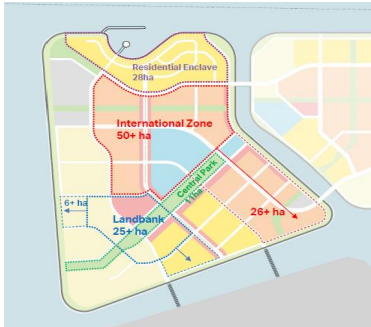 Residential Enclave
28ha
International Zone
50+ ha
Central Park
11ha
6+ ha
Landbank
25+ ha
26+ ha